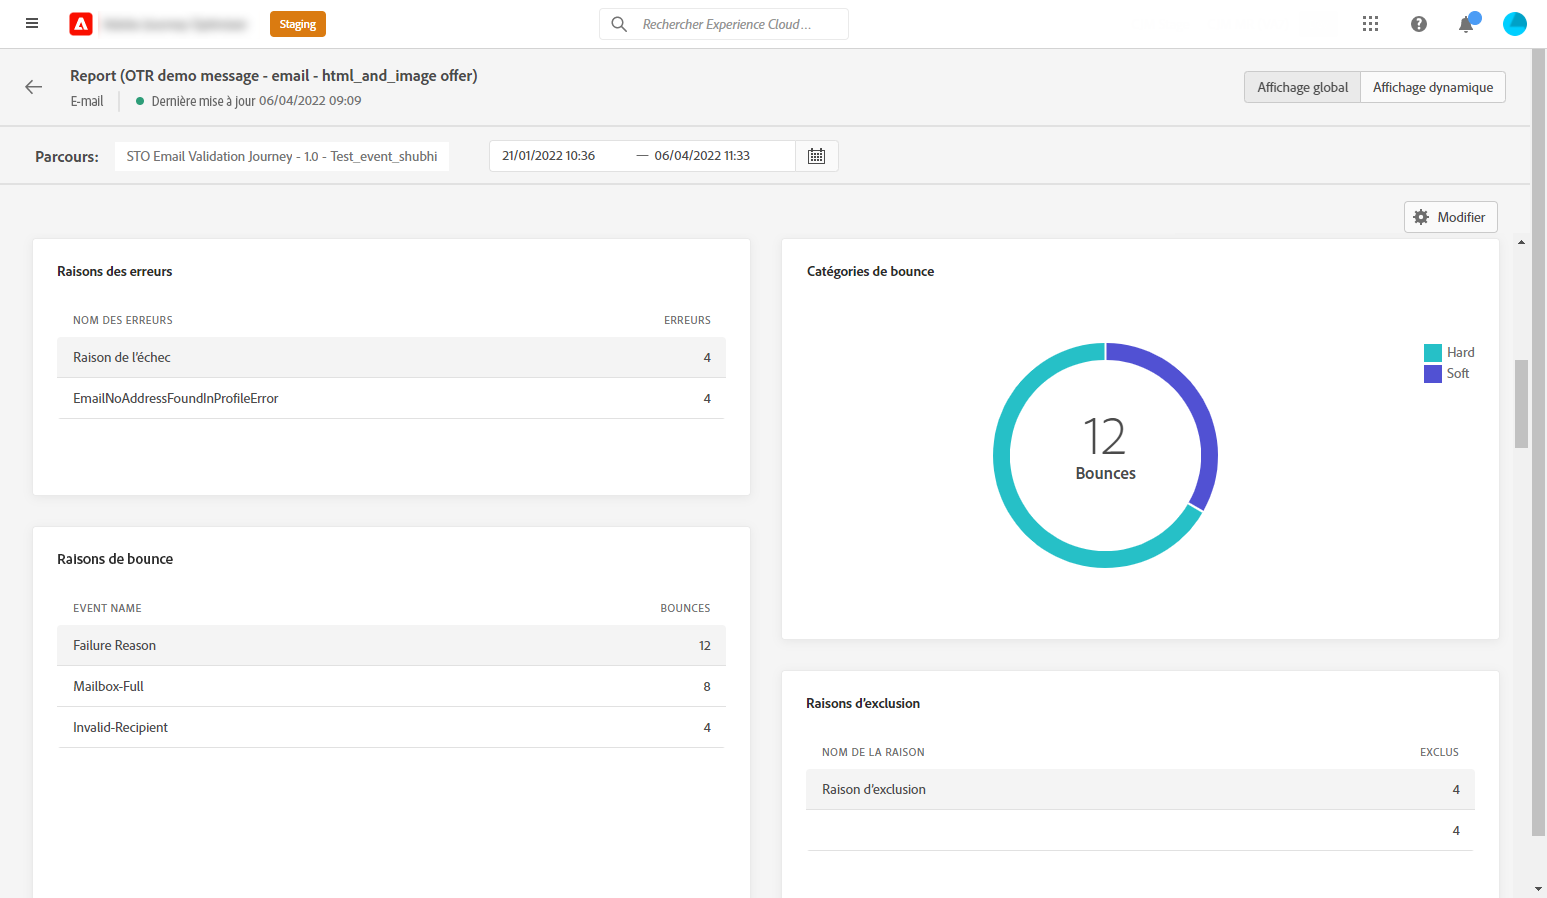 Staging
Rechercher Experience Cloud ...
Report (OTR demo message - email - html_and_image offer)
E-mail
Dernière mise à jour 06/04/2022 09:09
Affichage global
Affichage dynamique
Parcours:
STO Email Validation Journey - 1.0 - Test_event_shubhi
21/01/2022 10:36 — 06/04/2022 11:33
Modifier
Raisons des erreurs
NOM DES ERREURS ERREURS
Raison de l'échec 4
EmailNoAddressFoundInProfileError 4
Catégories de bounce
Hard
Soft
12
Bounces
Raisons de bounce
EVENT NAME BOUNCES
Failure Reason 12
Mailbox-Full 8
Invalid-Recipient 4
Raisons d'exclusion
NOM DE LA RAISON EXCLUS
Raison d'exclusion 4
4